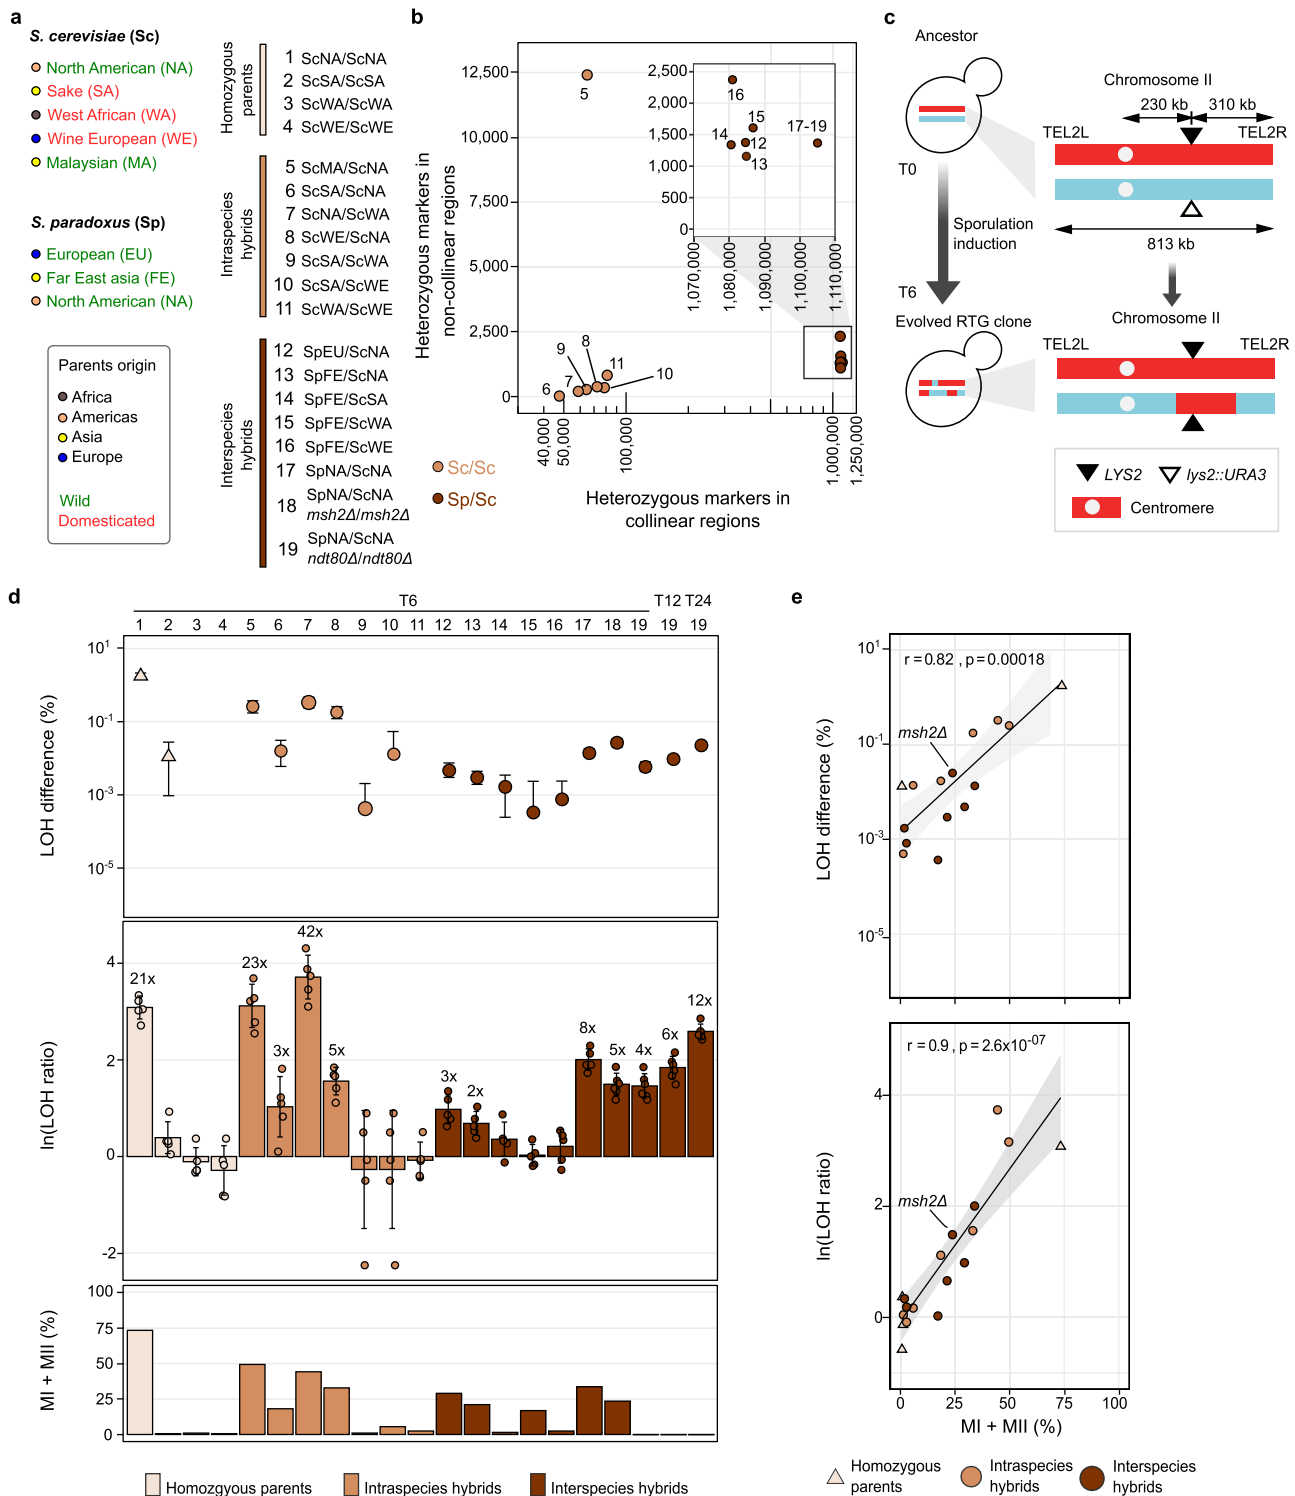 a
S. cerevisiae (Sc)
North American (NA)
Sake (SA)
West African (WA)
Wine European (WE)
Malaysian (MA)
S. paradoxus (Sp)
European (EU)
Far East asia (FE)
North American (NA)
Parents origin
Africa
Americas
Asia
Europe
Wild
Domesticated
Homozygous
parents
1 ScNA/ScNA
2 ScSA/ScSA
3 ScWA/ScWA
4 ScWE/ScWE
Intraspecies
hybrids
5 ScMA/ScNA
6 ScSA/ScNA
7 ScNA/ScWA
8 ScWE/ScNA
9 ScSA/ScWA
10 ScSA/ScWE
11 ScWA/ScWE
Interspecies
hybrids
12 SpEU/ScNA
13 SpFE/ScNA
14 SpFE/ScSA
15 SpFE/ScWA
16 SpFE/ScWE
17 SpNA/ScNA
18 SpNA/ScNA
msh2Δ/msh2Δ
19 SpNA/ScNA
ndt80Δ/ndt80Δ
b
Heterozygous markers in
non-collinear regions
12,500
10,000
7,500
5,000
2,500
0
5
6
7
9
8
11
10
2,500
2,000
1,500
1,000
500
0
16
15
14
12
13
17-19
1,070,000
1,080,000
1,090,000
1,100,000
1,110,000
40,000
50,000
100,000
1,000,000
1,250,000
Heterozygous markers in
collinear regions
Sc/Sc
Sp/Sc
c
Ancestor
T0
Sporulation
induction
T6
Evolved RTG clone
Chromosome II
230 kb 310 kb
TEL2L TEL2R
813 kb
Chromosome II
TEL2L TEL2R
LYS2 lys2::URA3
Centromere
d
T6 T12 T24
1 2 3 4 5 6 7 8 9 10 11 12 13 14 15 16 17 18 19 19 19
LOH difference (%)
10¹
10⁻¹
10⁻³
10⁻⁵
ln(LOH ratio)
4
2
0
-2
21x
23x
3x
42x
5x
3x
2x
8x
5x
4x
6x
12x
MI + MII (%)
100
75
50
25
0
Homozgyous parents Intraspecies hybrids Interspecies hybrids
e
LOH difference (%)
10¹
10⁻¹
10⁻³
10⁻⁵
r=0.82 , p=0.00018
msh2Δ
ln(LOH ratio)
4
2
0
r=0.9 , p=2.6x10⁻⁰⁷
msh2Δ
0 25 50 75 100
MI + MII (%)
Homozygous
parents
Intraspecies
hybrids
Interspecies
hybrids